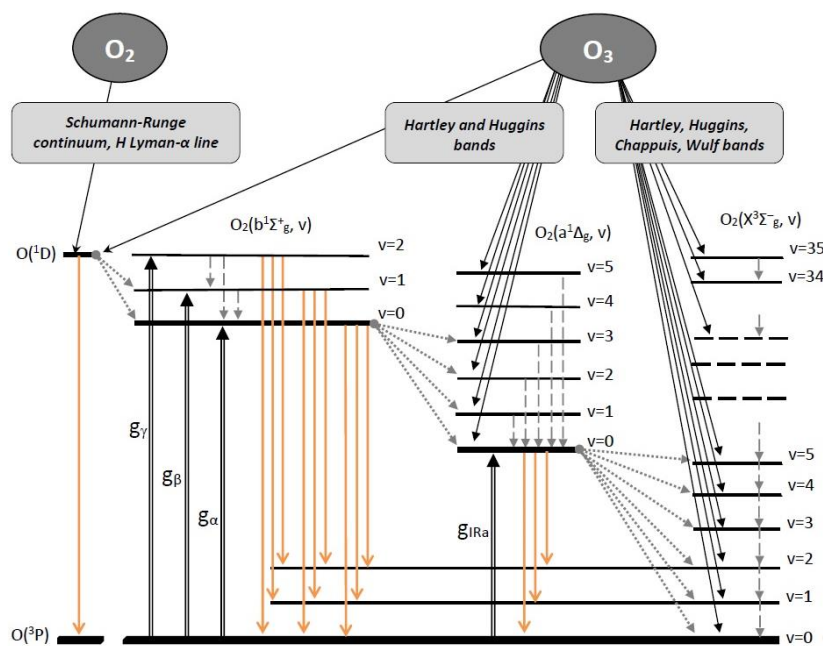 O₂
O₃
Schumann-Runge
continuum, H Lyman-α line
Hartley and Huggins
bands
Hartley, Huggins,
Chappuis, Wulf bands
O₂(b¹Σ⁺g, v)
O₂(a¹Δg, v)
O₂(X³Σ⁻g, v)
O(¹D)
v=2
v=1
v=0
v=5
v=4
v=3
v=2
v=1
v=0
v=35
v=34
v=5
v=4
v=3
v=2
v=1
v=0
gγ
gβ
gα
gIRa
O(³P)